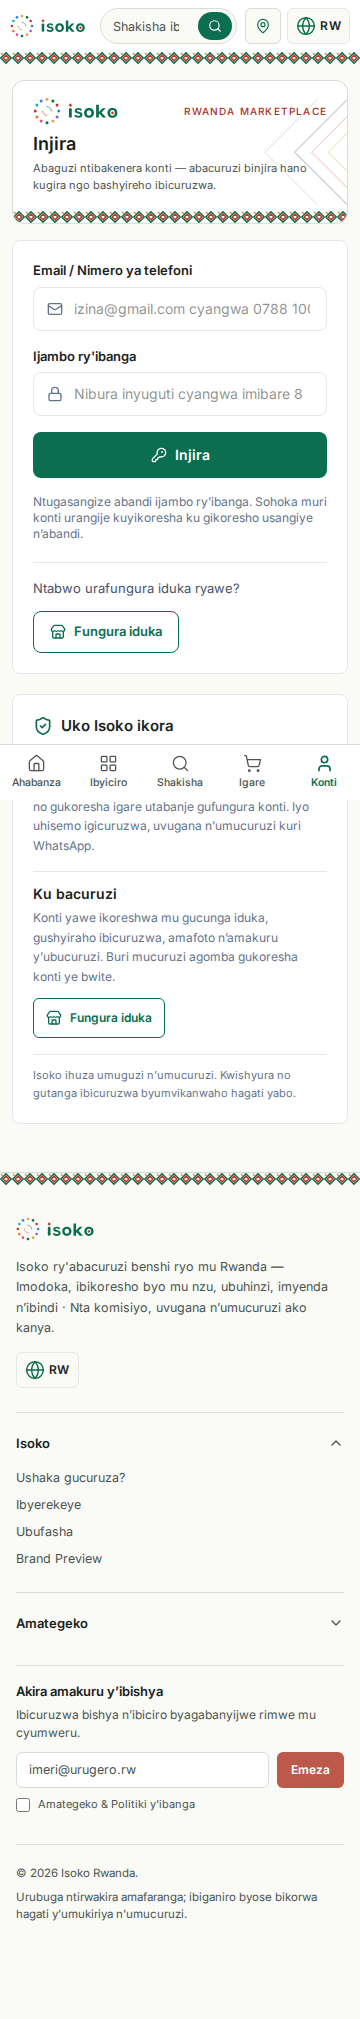 isoko
Shakisha
RW
isoko
RWANDA MARKETPLACE
Injira
Abaguzi ntibakenera konti — abacuruzi binjira hano
kugira ngo bashyireho ibicuruzwa.
Email / Nimero ya telefoni
izina@gmail.com cyangwa 0788
Ijambo ry'ibanga
Nibura inyuguti cyangwa imibare 8
Injira
Ntugasangize abandi ijambo ry’ibanga. Sohoka muri
konti urangije kuyikoresha ku gikoresho usangiye
n’abandi.
Ntabwo urafungura iduka ryawe?
Fungura iduka
Uko Isoko ikora
Ahabanza
Ibyiciro
Shakisha
Igare
Konti
no gukoresha igare utabanje gufungura konti. Iyo
uhisemo igicuruzwa, uvugana n’umucuruzi kuri
WhatsApp.
Ku bacuruzi
Konti yawe ikoreshwa mu gucunga iduka,
gushyiraho ibicuruzwa, amafoto n’amakuru
y’ubucuruzi. Buri mucuruzi agomba gukoresha
konti ye bwite.
Fungura iduka
Isoko ihuza umuguzi n’umucuruzi. Kwishyura no
gutanga ibicuruzwa byumvikanwaho hagati yabo.
isoko
Isoko ry'abacuruzi benshi ryo mu Rwanda —
Imodoka, ibikoresho byo mu nzu, ubuhinzi, imyenda
n’ibindi · Nta komisiyo, uvugana n’umucuruzi ako
kanya.
RW
Isoko
Ushaka gucuruza?
Ibyerekeye
Ubufasha
Brand Preview
Amategeko
Akira amakuru y’ibishya
Ibicuruzwa bishya n’ibiciro byagabanyijwe rimwe mu
cyumweru.
imeri@urugero.rw
Emeza
Amategeko & Politiki y’ibanga
© 2026 Isoko Rwanda.
Urubuga ntirwakira amafaranga; ibiganiro byose bikorwa
hagati y’umukiriya n’umucuruzi.